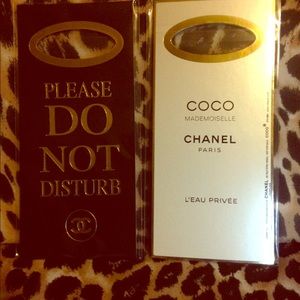 PLEASE
DO
NOT
DISTURB
COCO
MADEMOISELLE
CHANEL
PARIS
L'EAU PRIVÉE